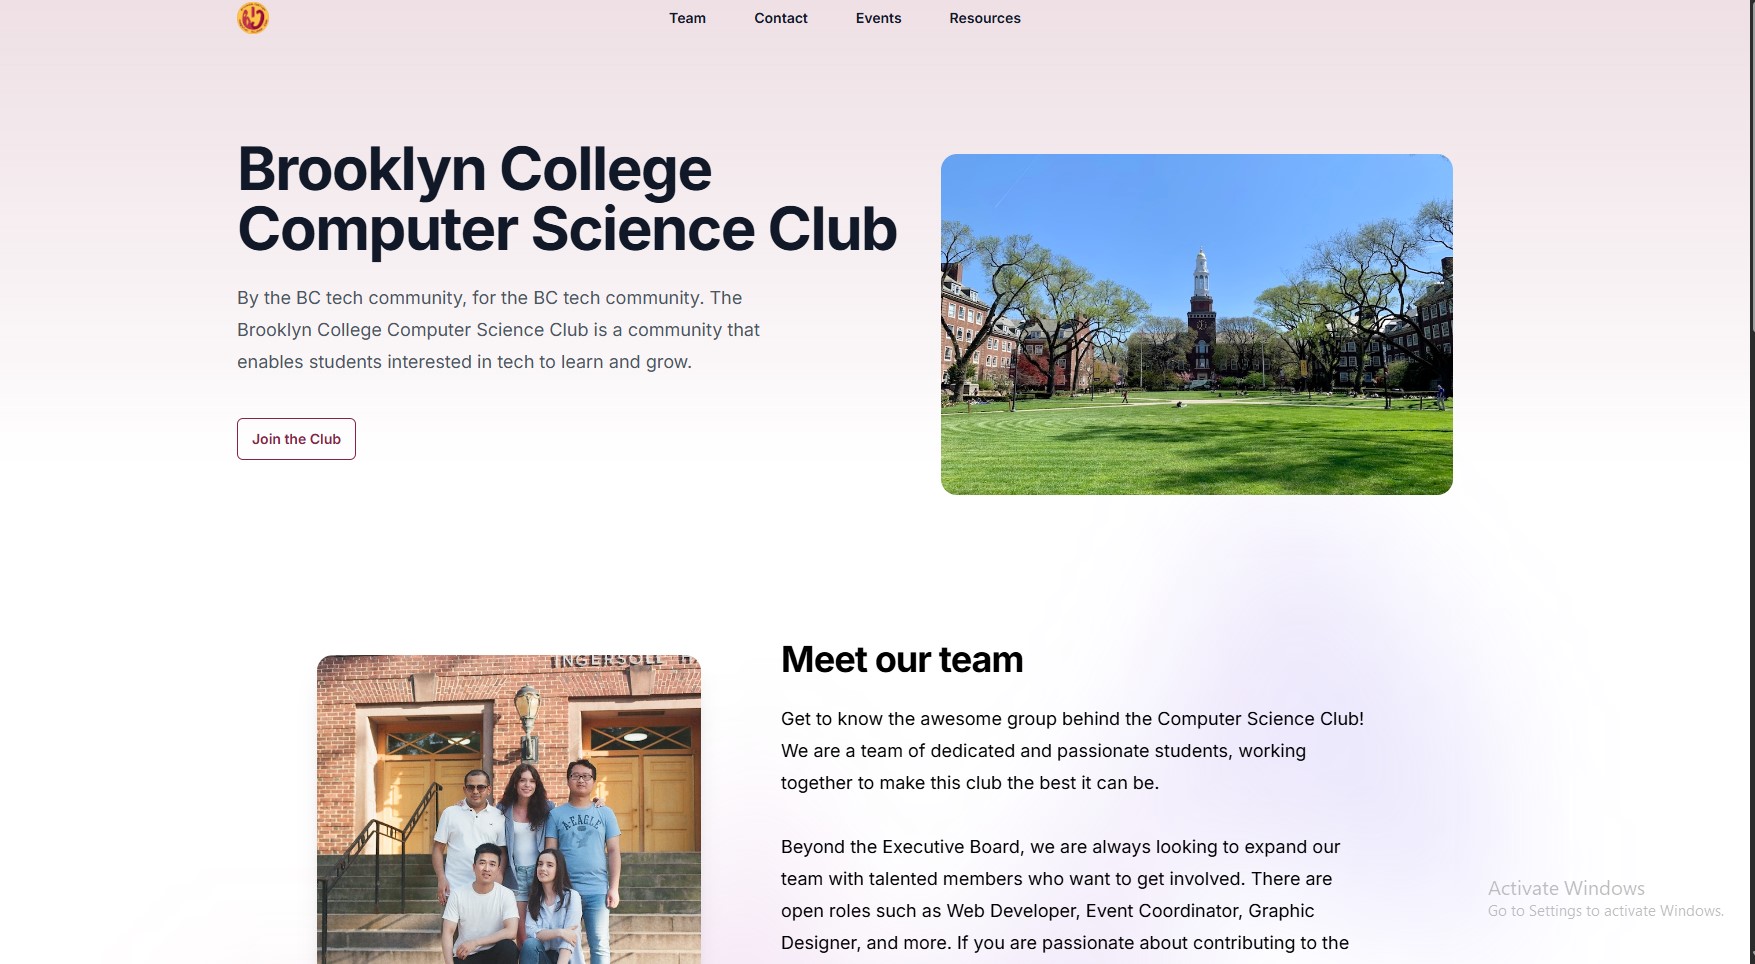 Team
Contact
Events
Resources
Brooklyn College
Computer Science Club
By the BC tech community, for the BC tech community. The
Brooklyn College Computer Science Club is a community that
enables students interested in tech to learn and grow.
Join the Club
INGERSOLL
A·EAGLE
Meet our team
Get to know the awesome group behind the Computer Science Club!
We are a team of dedicated and passionate students, working
together to make this club the best it can be.
Beyond the Executive Board, we are always looking to expand our
team with talented members who want to get involved. There are
open roles such as Web Developer, Event Coordinator, Graphic
Designer, and more. If you are passionate about contributing to the
Activate Windows
Go to Settings to activate Windows.